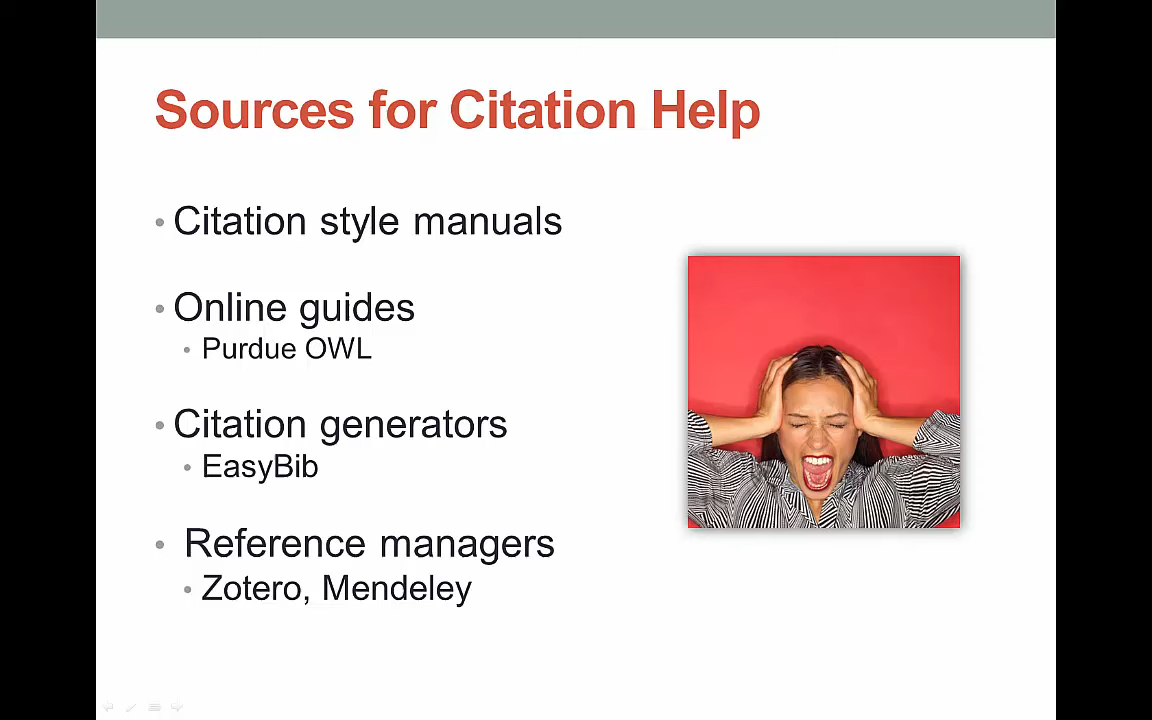 Sources for Citation Help
• Citation style manuals
• Online guides
• Purdue OWL
• Citation generators
• EasyBib
• Reference managers
• Zotero, Mendeley